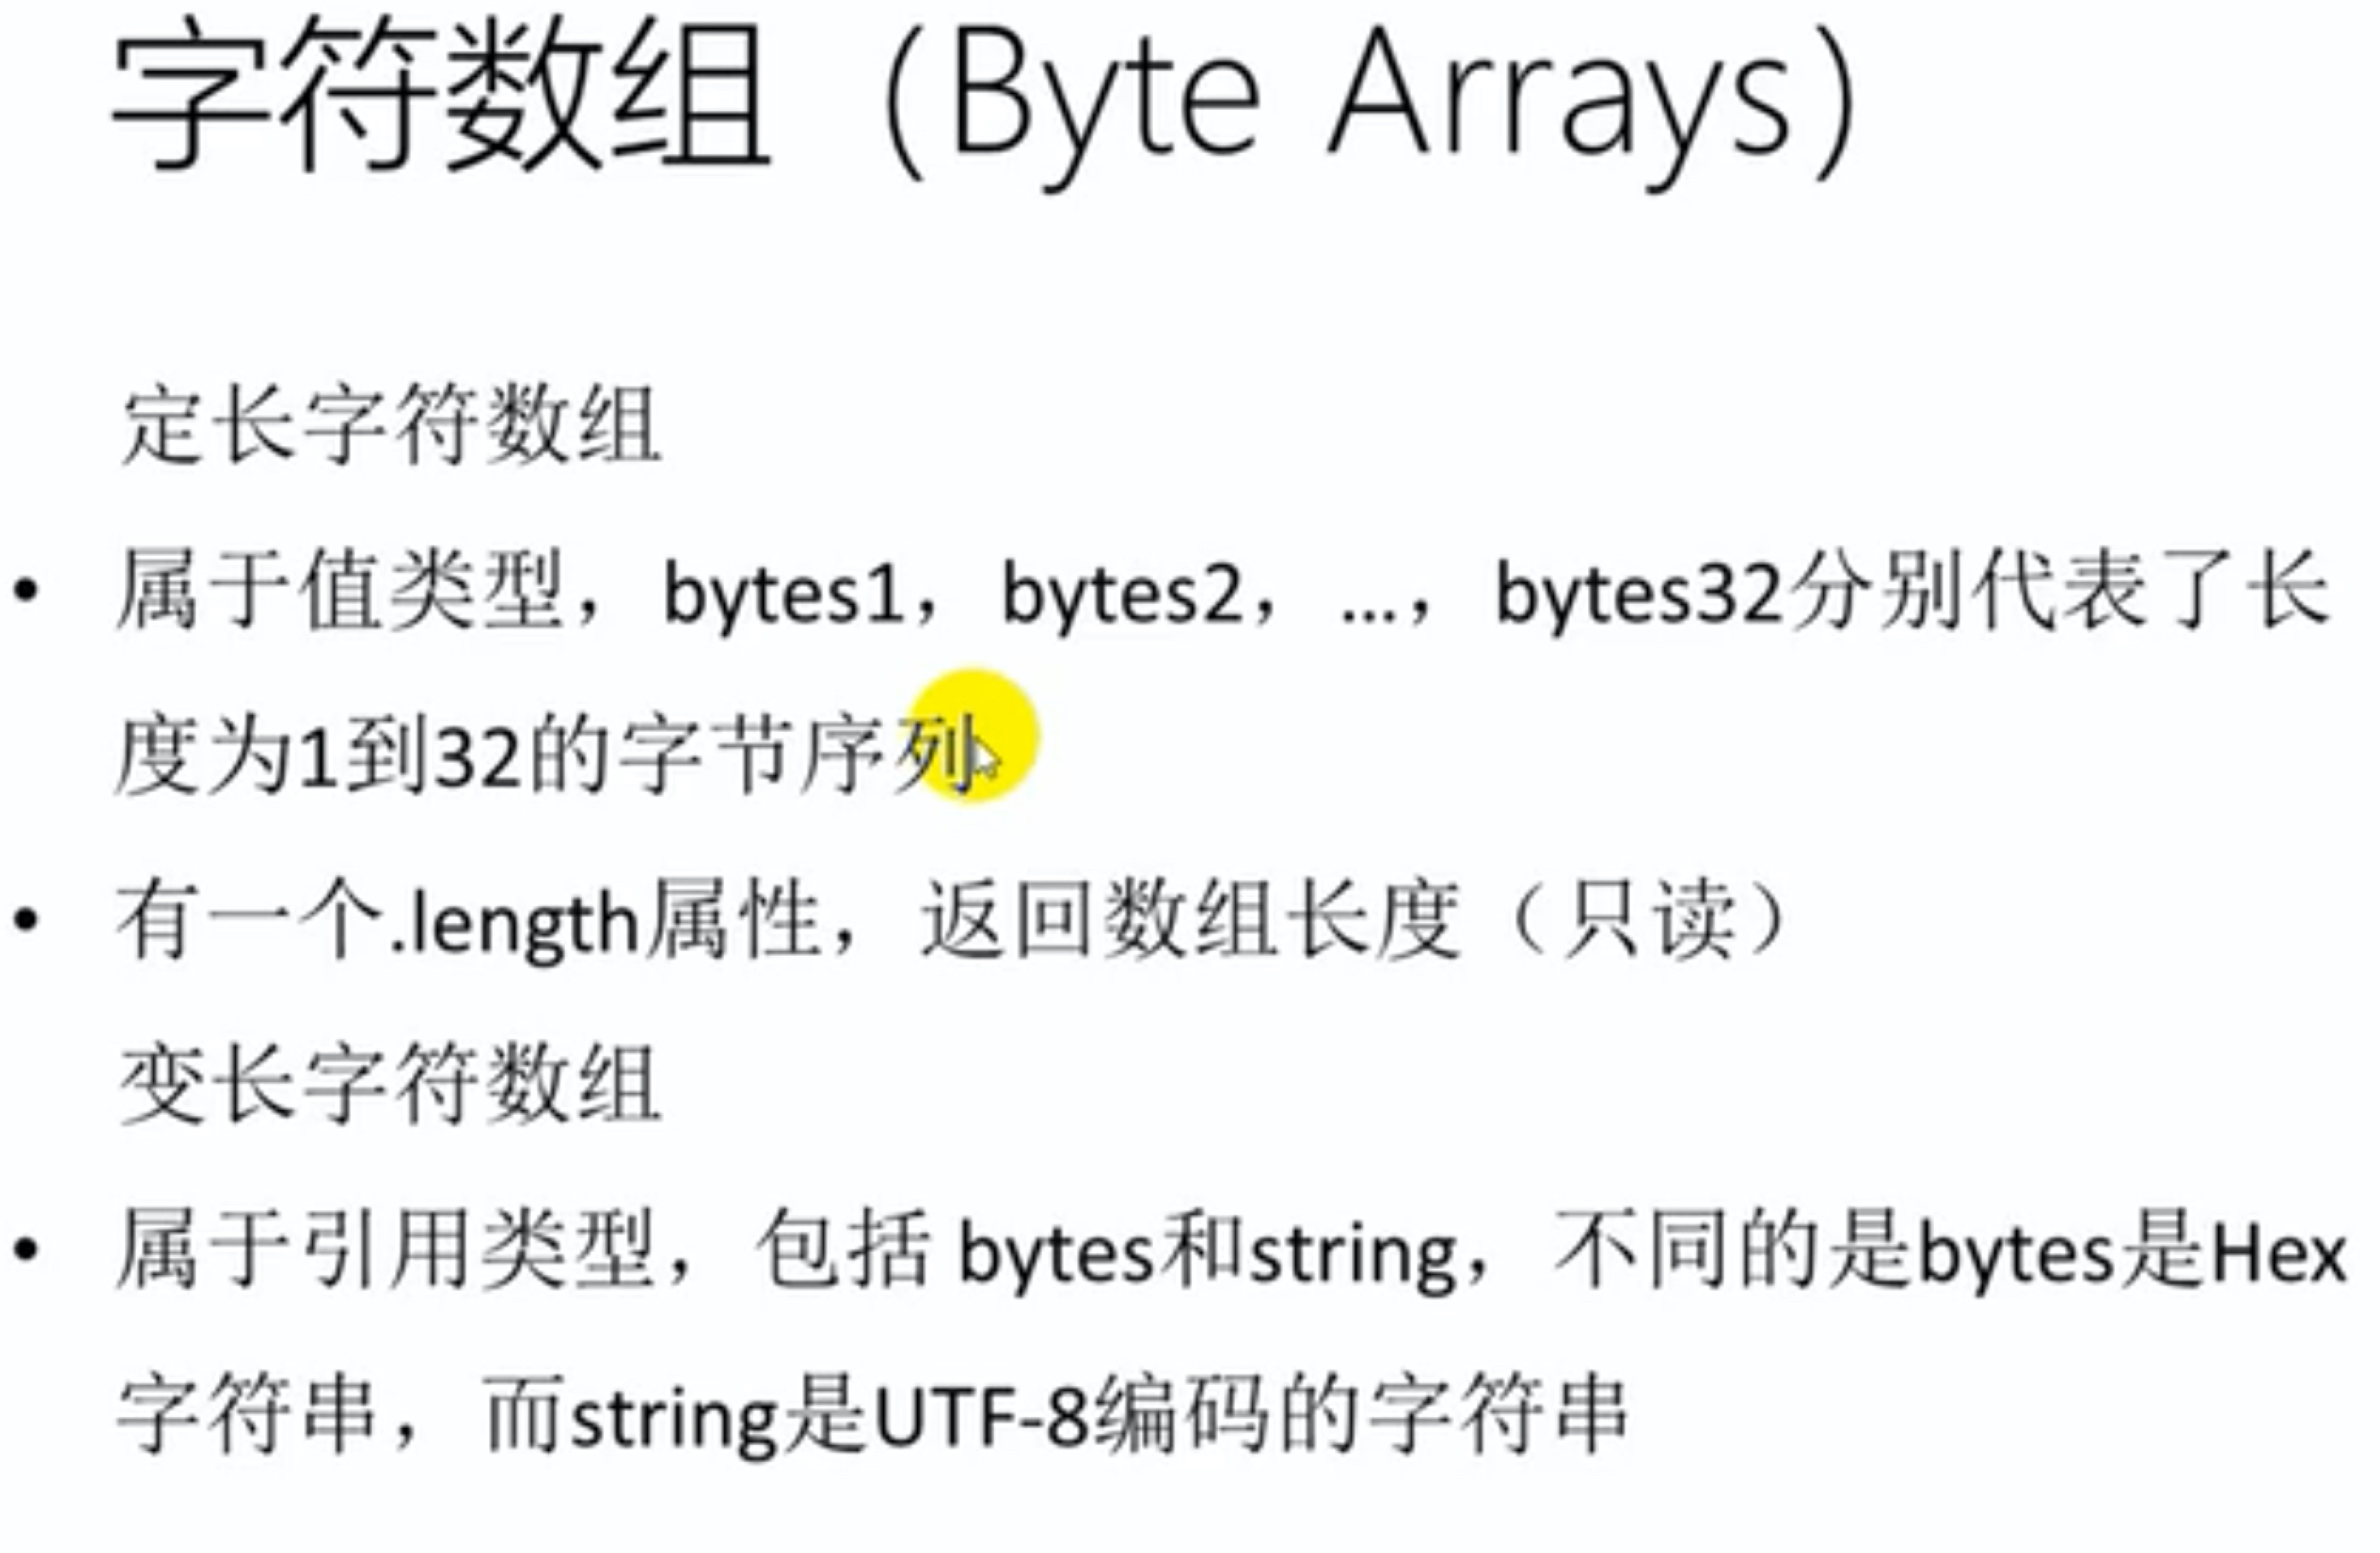 字符数组（Byte Arrays）
定长字符数组
• 属于值类型，bytes1，bytes2，...，bytes32分别代表了长
度为1到32的字节序列
• 有一个.length属性，返回数组长度（只读）
变长字符数组
• 属于引用类型，包括 bytes和string，不同的是bytes是Hex
字符串，而string是UTF-8编码的字符串